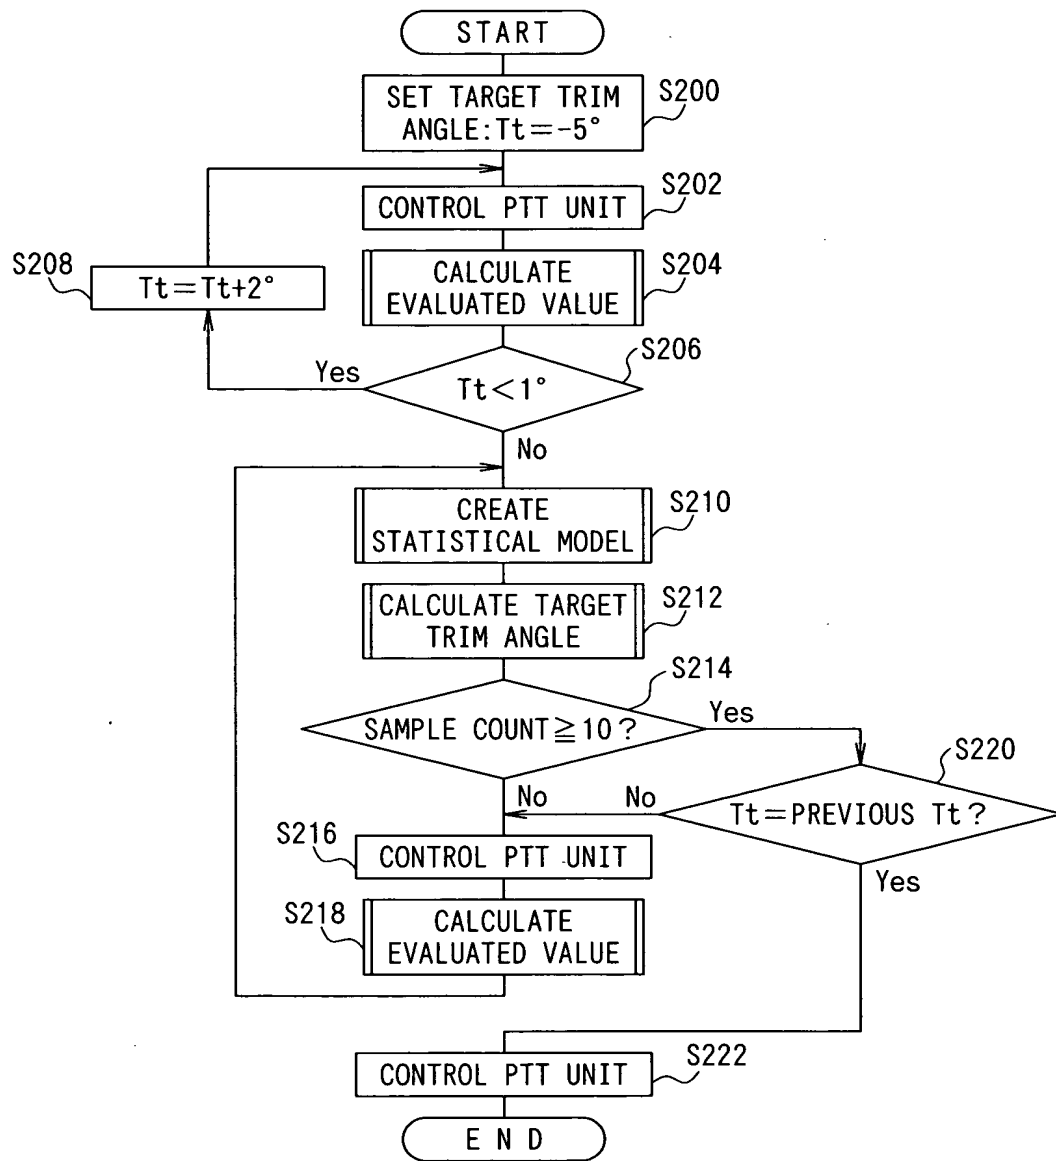 START
SET TARGET TRIM
ANGLE:Tt=-5°
S200
CONTROL PTT UNIT
S202
CALCULATE
EVALUATED VALUE
S204
S208
Tt=Tt+2°
S206
Yes
Tt<1°
No
CREATE
STATISTICAL MODEL
S210
CALCULATE TARGET
TRIM ANGLE
S212
S214
SAMPLE COUNT≧10?
Yes
S220
No
No
Tt=PREVIOUS Tt?
S216
CONTROL PTT UNIT
Yes
S218
CALCULATE
EVALUATED VALUE
CONTROL PTT UNIT
S222
END